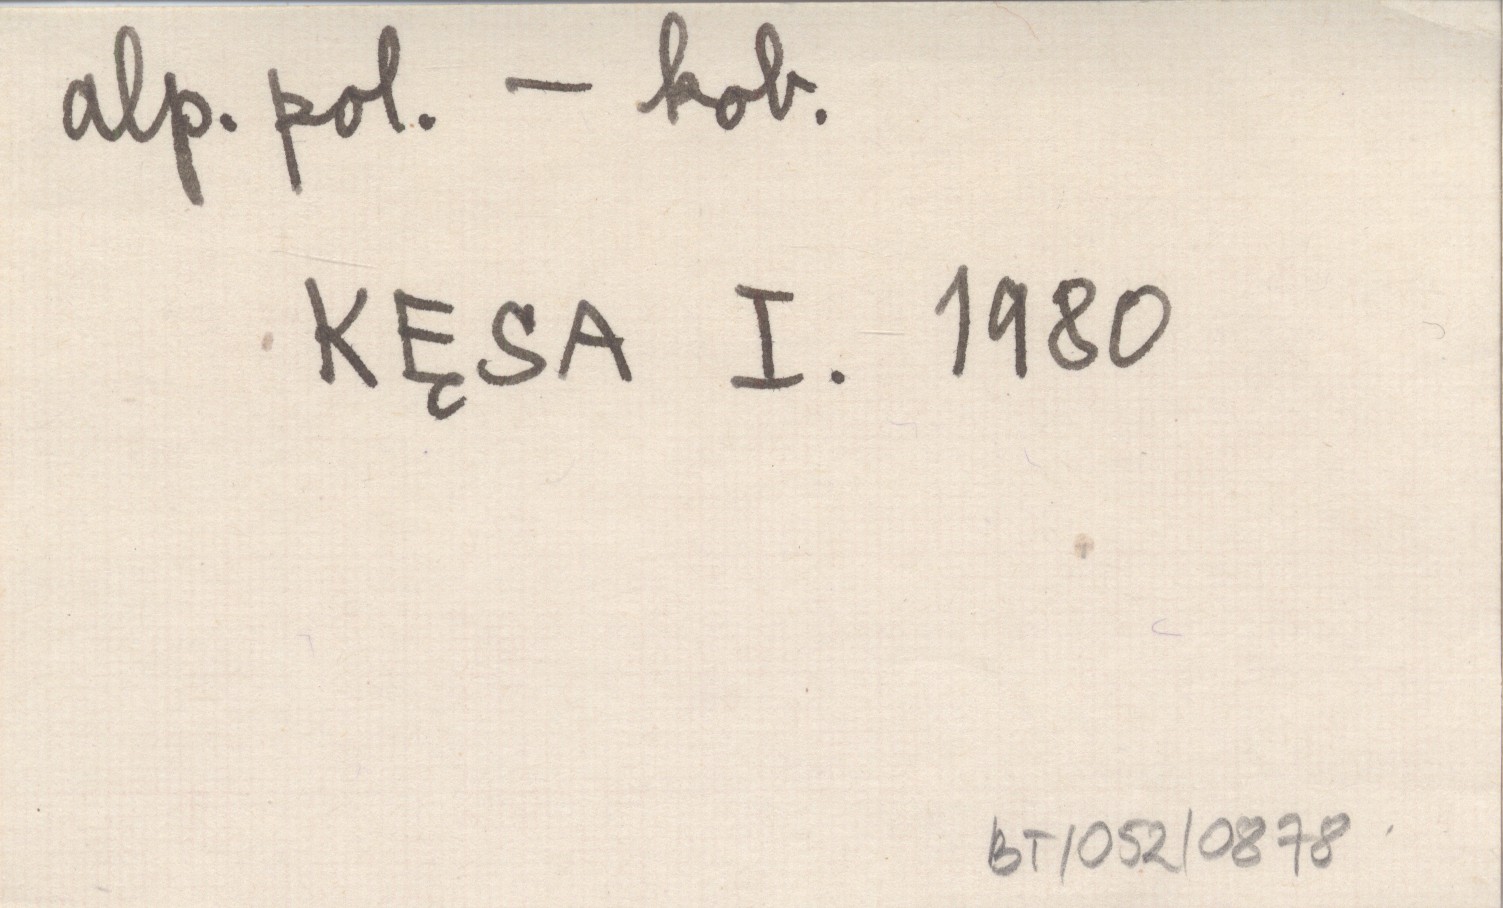 alp. pol. - kob.
KĘSA I. 1980
BT/052/0878